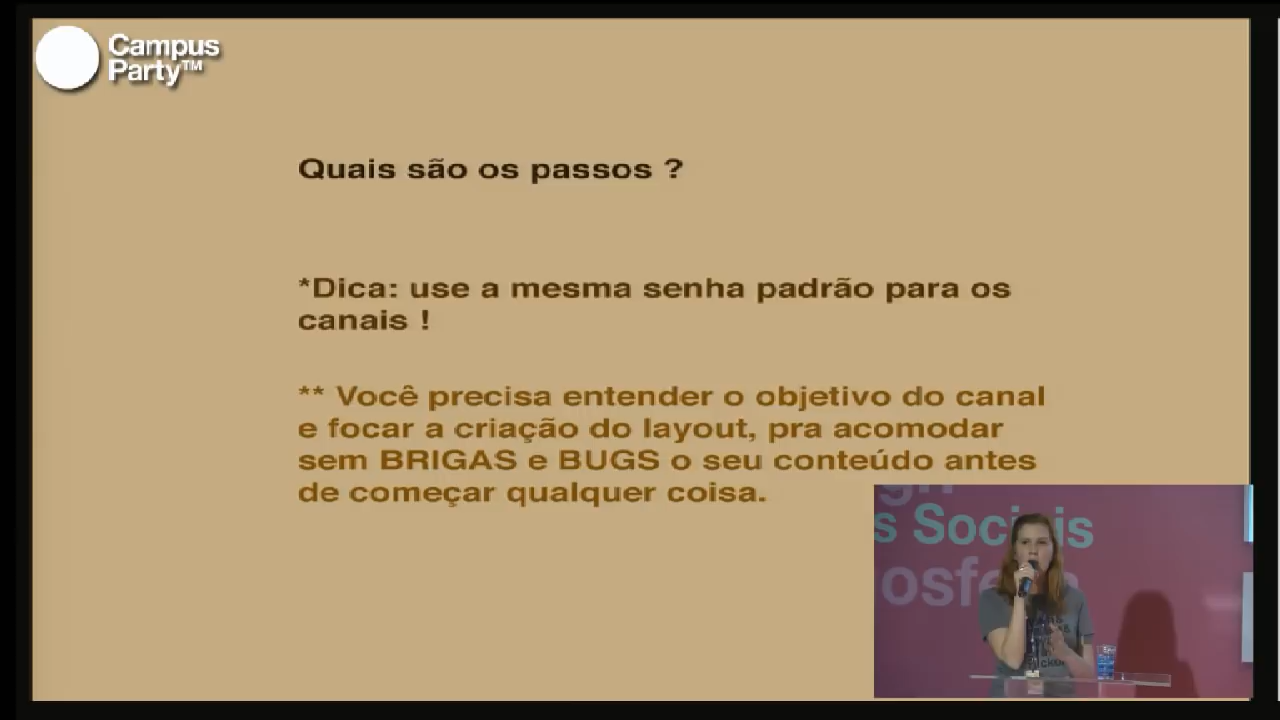 Campus
Party™
Quais são os passos ?
*Dica: use a mesma senha padrão para os
canais !
** Você precisa entender o objetivo do canal
e focar a criação do layout, pra acomodar
sem BRIGAS e BUGS o seu conteúdo antes
de começar qualquer coisa.
s Sociais